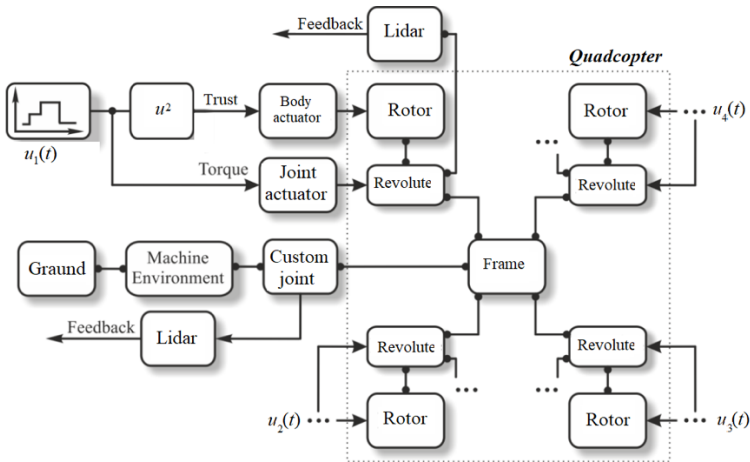 Feedback
Lidar
Quadcopter
u²
Trust
Body
actuator
Rotor
Rotor
... u₄(t)
u₁(t)
...
Torque
Joint
actuator
Revolute
Revolute
Graund
Machine
Environment
Custom
joint
Frame
Feedback
Lidar
Revolute
Revolute
...
...
u₂(t) ...
Rotor
Rotor
... u₃(t)